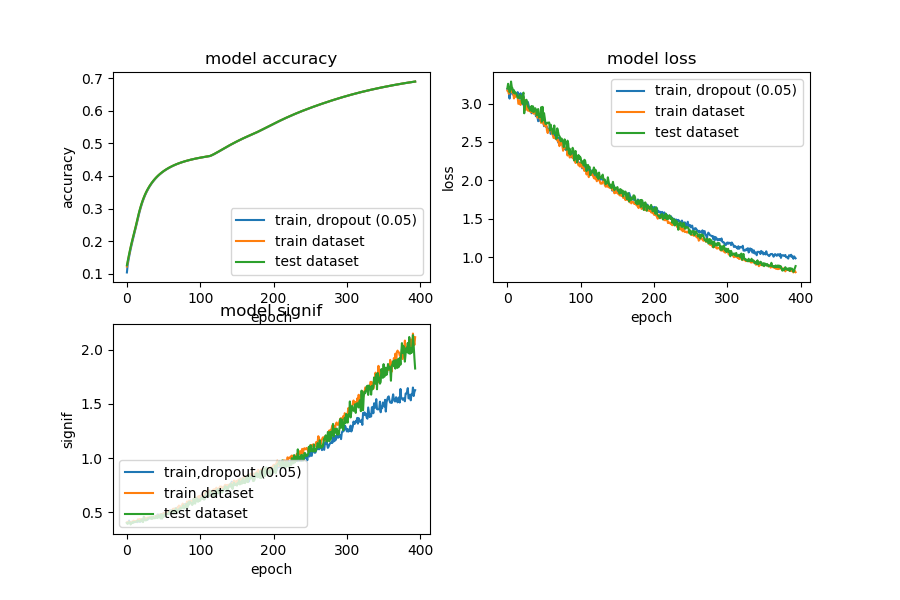 model accuracy
0.7
0.6
0.5
0.4
0.3
0.2
0.1
accuracy
train, dropout (0.05)
train dataset
test dataset
0 100 200 300 400
epoch
model loss
3.0
2.5
2.0
1.5
1.0
loss
train, dropout (0.05)
train dataset
test dataset
0 100 200 300 400
epoch
model signif
2.0
1.5
1.0
0.5
signif
train,dropout (0.05)
train dataset
test dataset
0 100 200 300 400
epoch